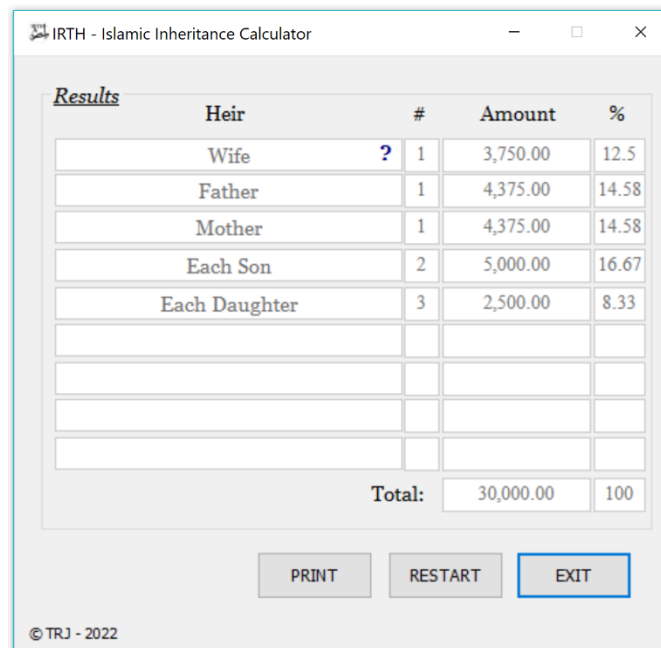 IRTH - Islamic Inheritance Calculator
Results
Heir # Amount %
Wife ? 1 3,750.00 12.5
Father 1 4,375.00 14.58
Mother 1 4,375.00 14.58
Each Son 2 5,000.00 16.67
Each Daughter 3 2,500.00 8.33
Total: 30,000.00 100
PRINT RESTART EXIT
© TRJ - 2022